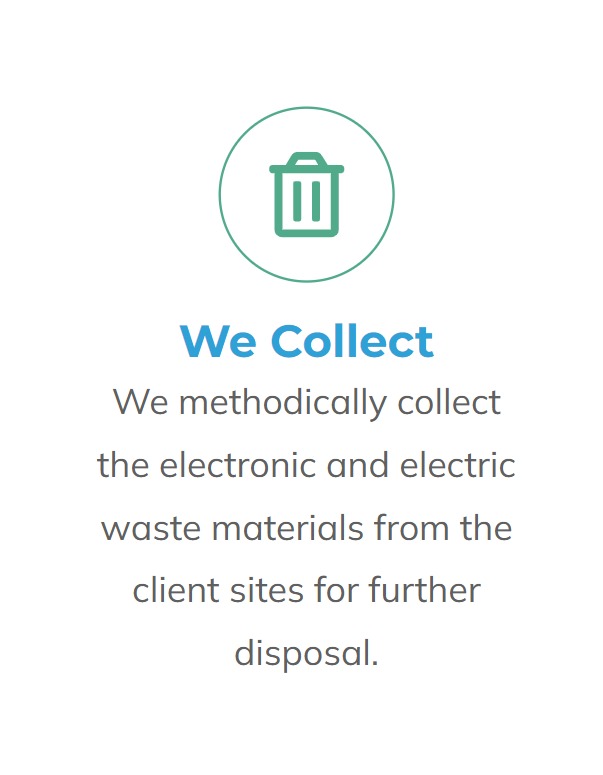 We Collect
We methodically collect
the electronic and electric
waste materials from the
client sites for further
disposal.